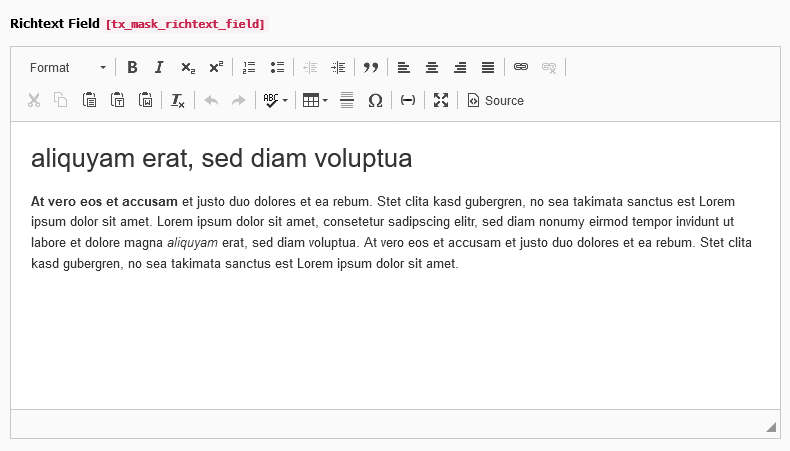 Richtext Field [tx_mask_richtext_field]
Format
ABC
Source
aliquyam erat, sed diam voluptua
At vero eos et accusam et justo duo dolores et ea rebum. Stet clita kasd gubergren, no sea takimata sanctus est Lorem
ipsum dolor sit amet. Lorem ipsum dolor sit amet, consetetur sadipscing elitr, sed diam nonumy eirmod tempor invidunt ut
labore et dolore magna aliquyam erat, sed diam voluptua. At vero eos et accusam et justo duo dolores et ea rebum. Stet clita
kasd gubergren, no sea takimata sanctus est Lorem ipsum dolor sit amet.